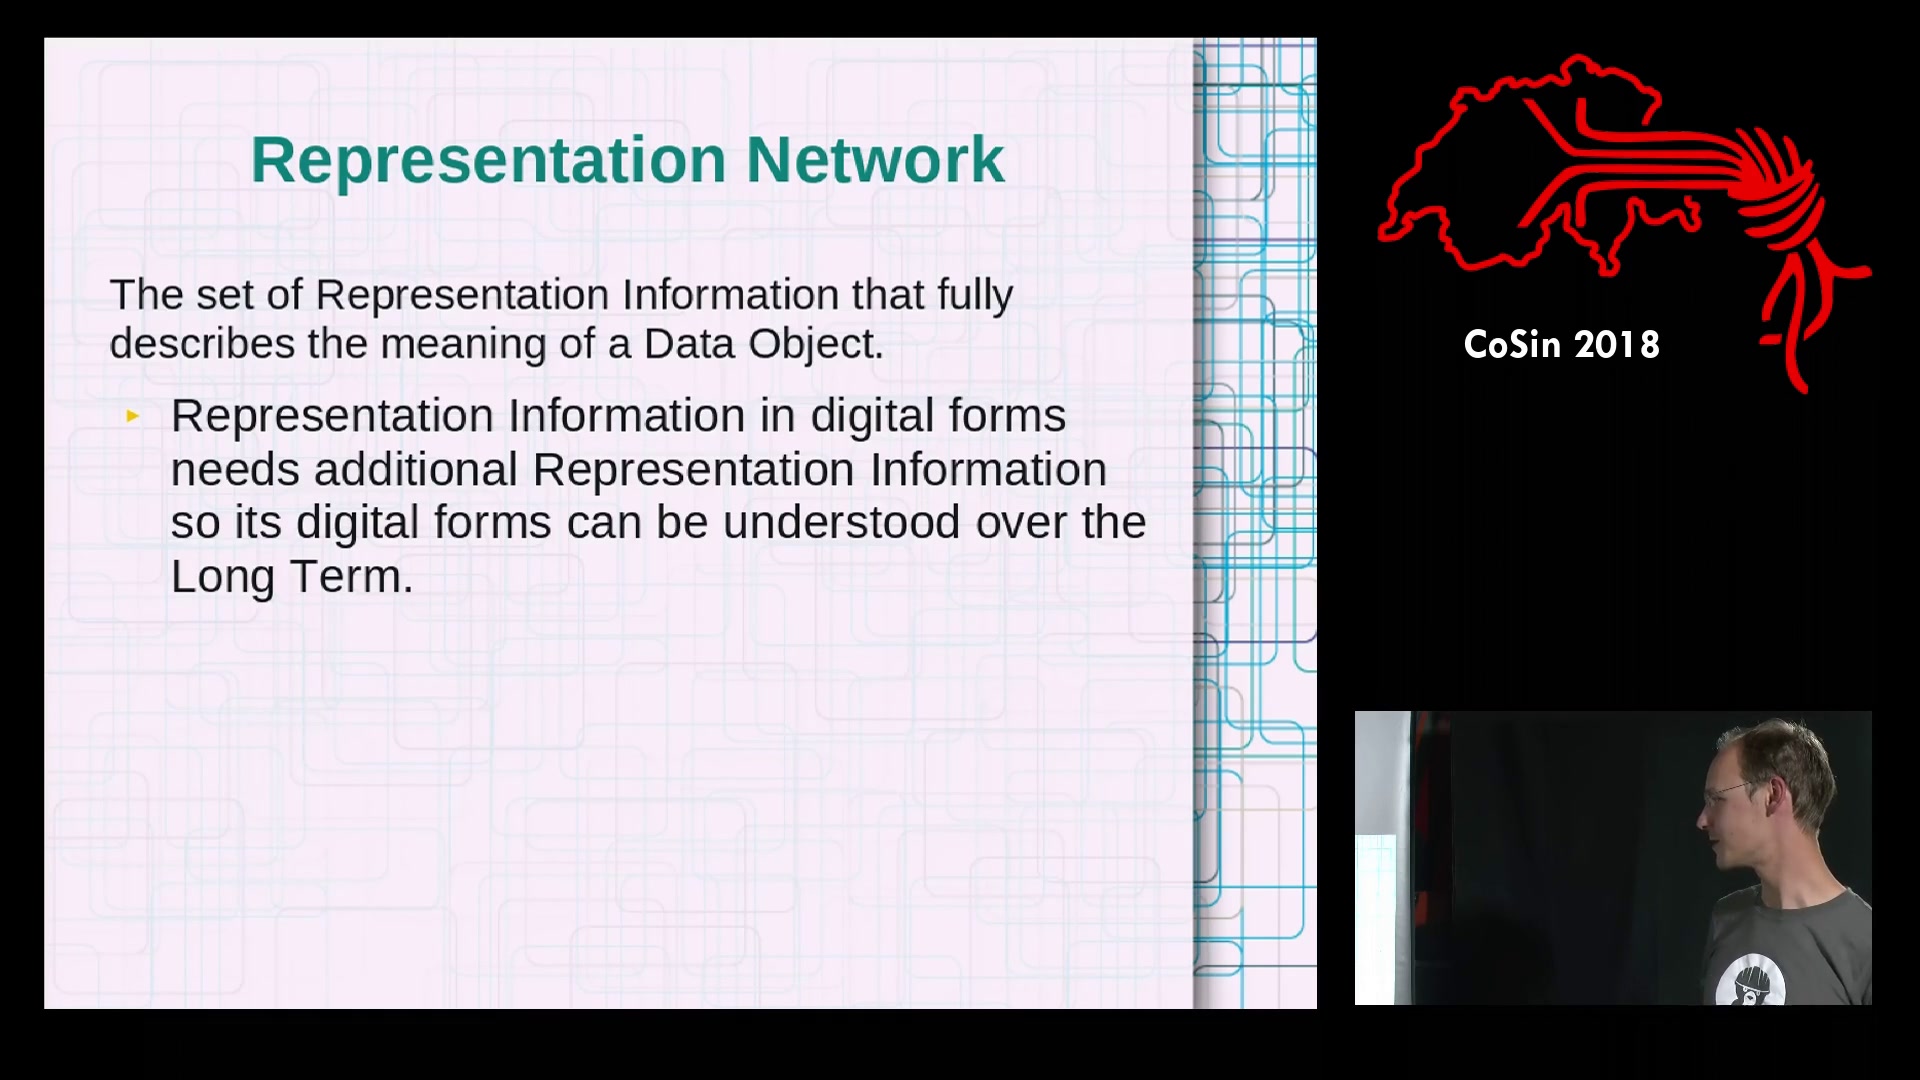 Representation Network
The set of Representation Information that fully
describes the meaning of a Data Object.
Representation Information in digital forms
needs additional Representation Information
so its digital forms can be understood over the
Long Term.
CoSin 2018